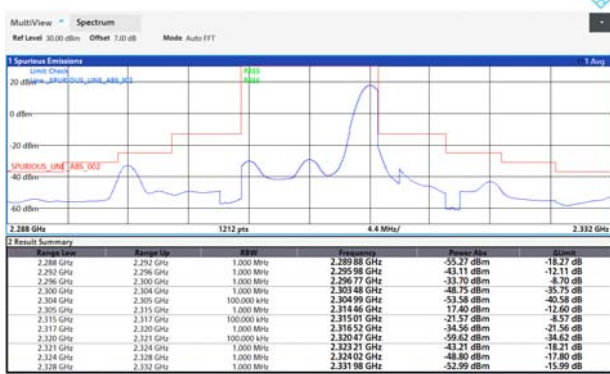 MultiView Spectrum
Ref Level 30.00 dBm Offset 7.00 dB Mode Auto FFT
1 Spurious Emissions 1 Avg
Limit Check PASS
Line _SPURIOUS_LINE_ABS_002 PASS
20 dBm
0 dBm
-20 dBm
SPURIOUS_LINE_ABS_002
-40 dBm
-60 dBm
2.288 GHz 1212 pts 4.4 MHz/ 2.332 GHz
2 Result Summary
Range Low Range Up RBW Frequency Power Abs ΔLimit
2.288 GHz 2.292 GHz 1.000 MHz 2.28988 GHz -55.27 dBm -18.27 dB
2.292 GHz 2.296 GHz 1.000 MHz 2.29598 GHz -43.11 dBm -12.11 dB
2.296 GHz 2.300 GHz 1.000 MHz 2.29677 GHz -33.70 dBm -8.70 dB
2.300 GHz 2.304 GHz 1.000 MHz 2.30348 GHz -48.75 dBm -35.75 dB
2.304 GHz 2.305 GHz 100.000 kHz 2.30499 GHz -53.58 dBm -40.58 dB
2.305 GHz 2.315 GHz 1.000 MHz 2.31446 GHz 17.40 dBm -12.60 dB
2.315 GHz 2.317 GHz 100.000 kHz 2.31501 GHz -21.57 dBm -8.57 dB
2.317 GHz 2.320 GHz 1.000 MHz 2.31652 GHz -34.56 dBm -21.56 dB
2.320 GHz 2.321 GHz 100.000 kHz 2.32047 GHz -59.62 dBm -34.62 dB
2.321 GHz 2.324 GHz 1.000 MHz 2.32321 GHz -43.21 dBm -18.21 dB
2.324 GHz 2.328 GHz 1.000 MHz 2.32402 GHz -48.80 dBm -17.80 dB
2.328 GHz 2.332 GHz 1.000 MHz 2.33198 GHz -52.99 dBm -15.99 dB